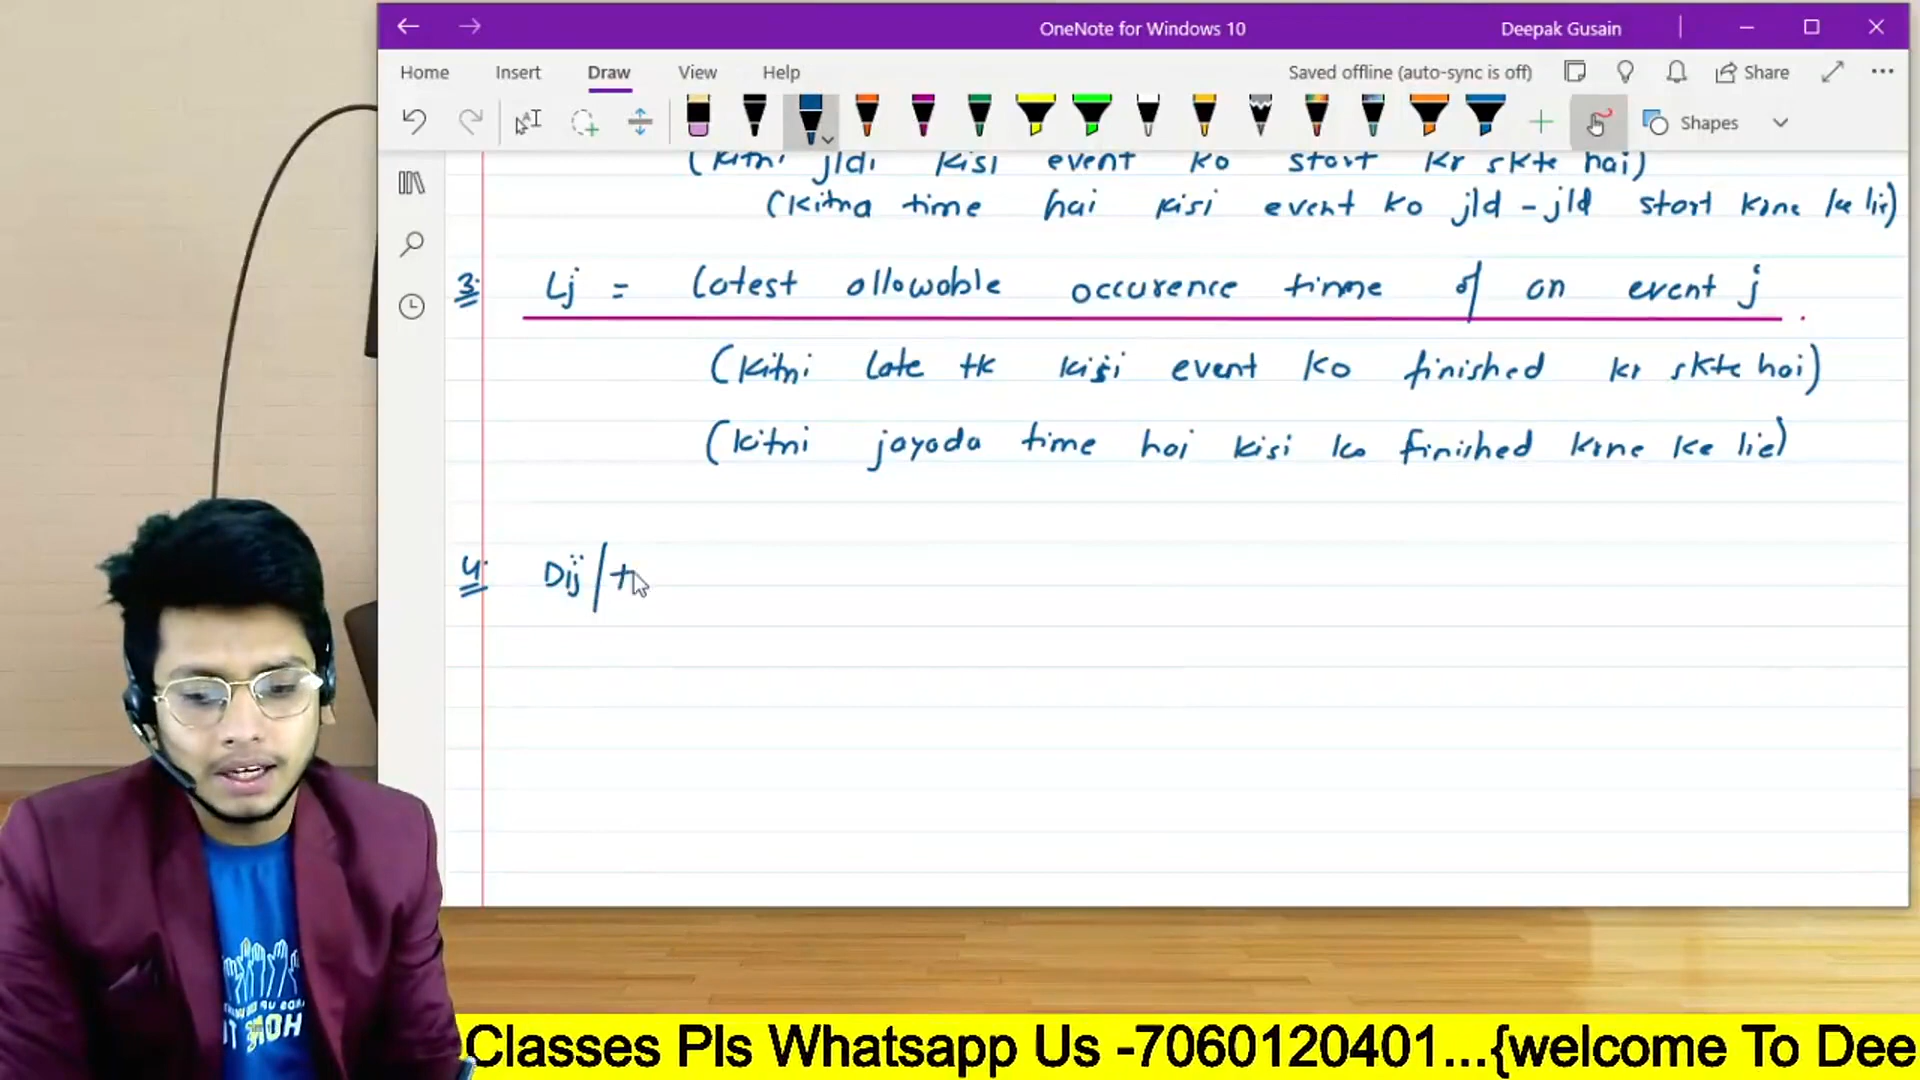 OneNote for Windows 10
Deepak Gusain
Home Insert Draw View Help
Saved offline (auto-sync is off) Share
Shapes
(kitni jldi kisi event ko start kr skte hai)
(kitna time hai kisi event ko jld - jld start krne ke lie)
3. Lj = latest allowable occurence time of an event j.
(kitni late tk kisi event ko finished kr skte hai)
(kitni jayada time hai kisi ko finished krne ke lie)
4. Dij / t
HOME
Classes Pls Whatsapp Us -7060120401...{welcome To Dee